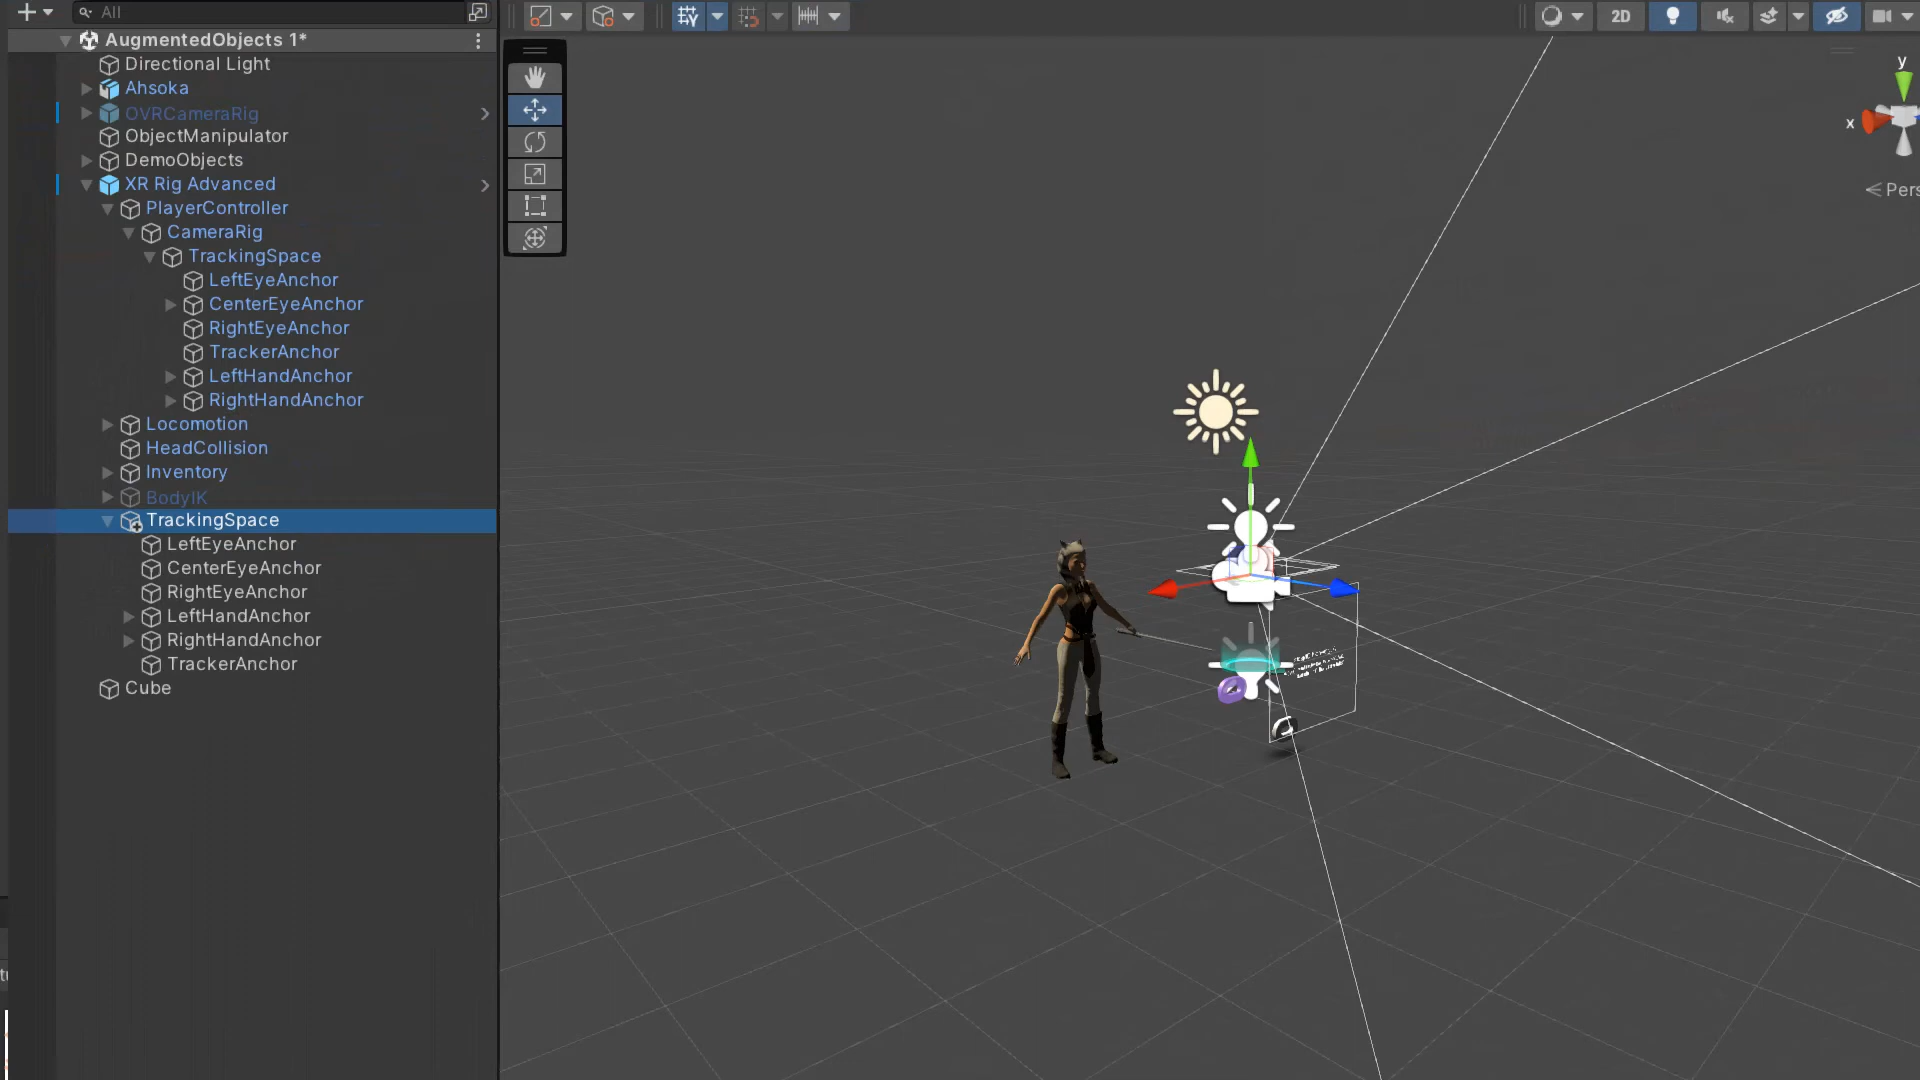 All
AugmentedObjects 1*
Directional Light
Ahsoka
OVRCameraRig
ObjectManipulator
DemoObjects
XR Rig Advanced
PlayerController
CameraRig
TrackingSpace
LeftEyeAnchor
CenterEyeAnchor
RightEyeAnchor
TrackerAnchor
LeftHandAnchor
RightHandAnchor
Locomotion
HeadCollision
Inventory
BodyIK
TrackingSpace
LeftEyeAnchor
CenterEyeAnchor
RightEyeAnchor
LeftHandAnchor
RightHandAnchor
TrackerAnchor
Cube
2D
y
x
Pers